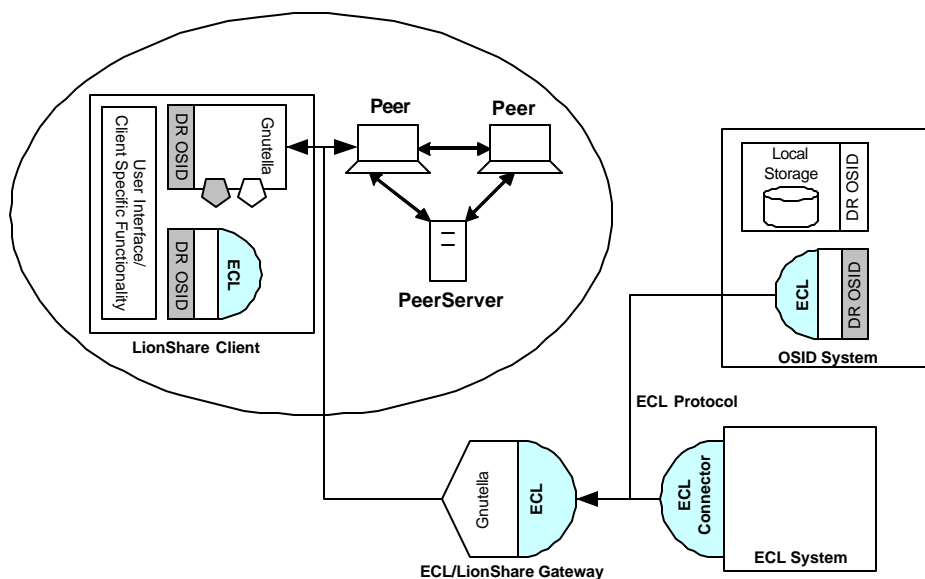 Peer
Peer
User Interface/
Client Specific Functionality
DR OSID
Gnutella
DR OSID
ECL
LionShare Client
PeerServer
Local
Storage
DR OSID
ECL
DR OSID
OSID System
ECL Protocol
Gnutella
ECL
ECL/LionShare Gateway
ECL
Connector
ECL System